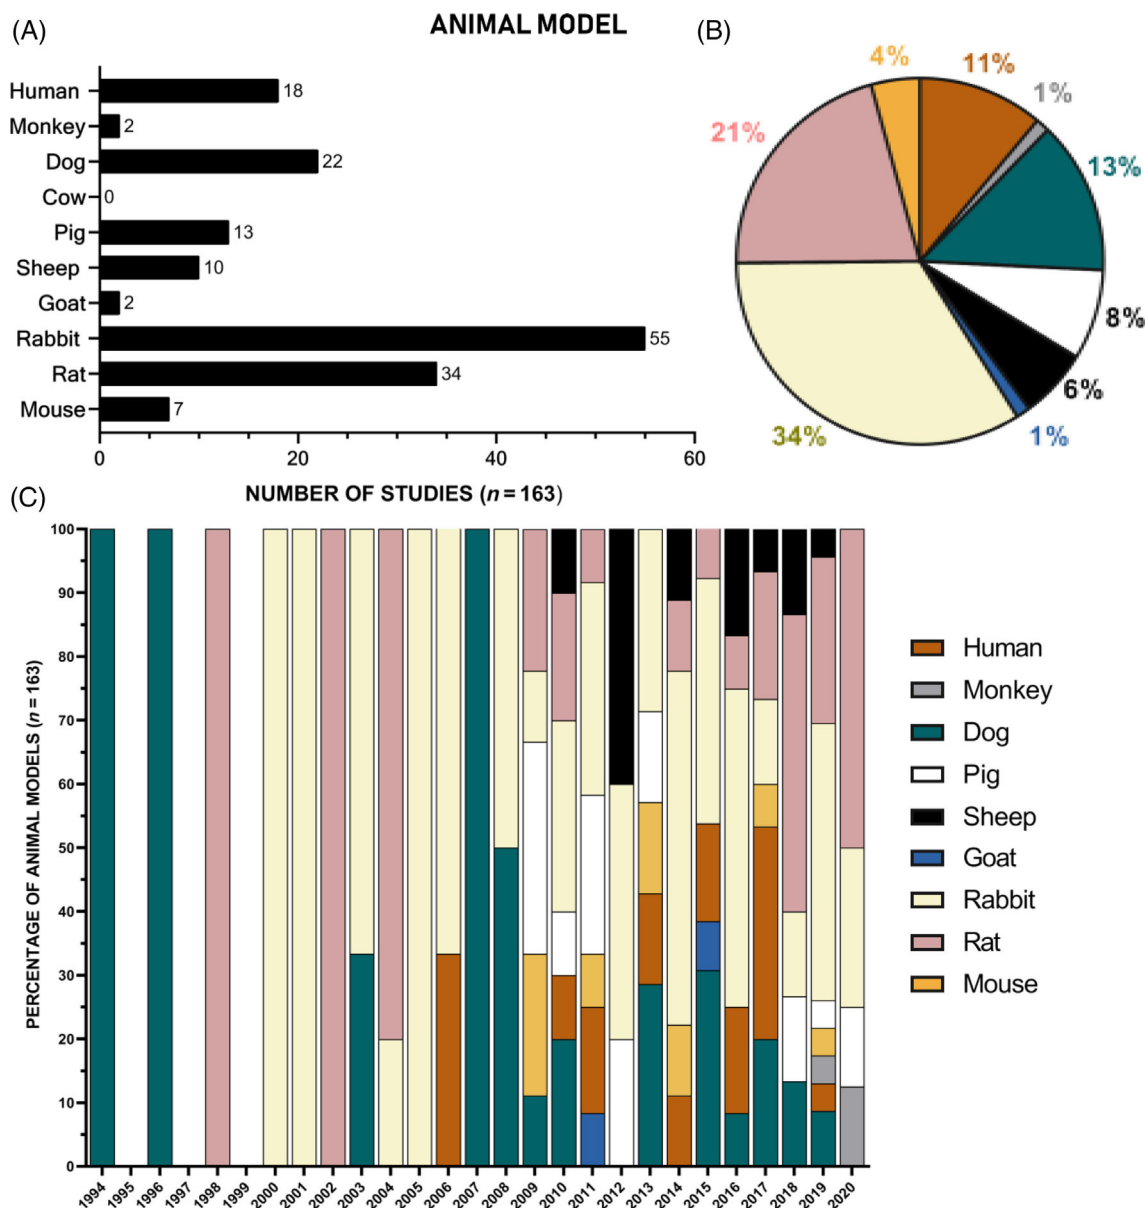 (A)
ANIMAL MODEL
(B)
Human 18
Monkey 2
Dog 22
Cow 0
Pig 13
Sheep 10
Goat 2
Rabbit 55
Rat 34
Mouse 7
0 20 40 60
NUMBER OF STUDIES (n = 163)
4%
11%
1%
21%
13%
8%
6%
34%
1%
(C)
PERCENTAGE OF ANIMAL MODELS (n = 163)
100
90
80
70
60
50
40
30
20
10
0
1994 1995 1996 1997 1998 1999 2000 2001 2002 2003 2004 2005 2006 2007 2008 2009 2010 2011 2012 2013 2014 2015 2016 2017 2018 2019 2020
Human
Monkey
Dog
Pig
Sheep
Goat
Rabbit
Rat
Mouse